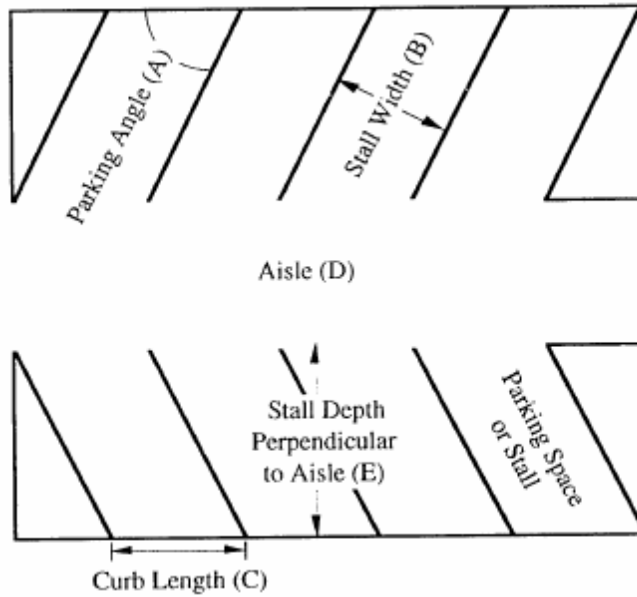 Parking Angle (A)
Stall Width (B)
Aisle (D)
Stall Depth
Perpendicular
to Aisle (E)
Parking Space
or Stall
Curb Length (C)